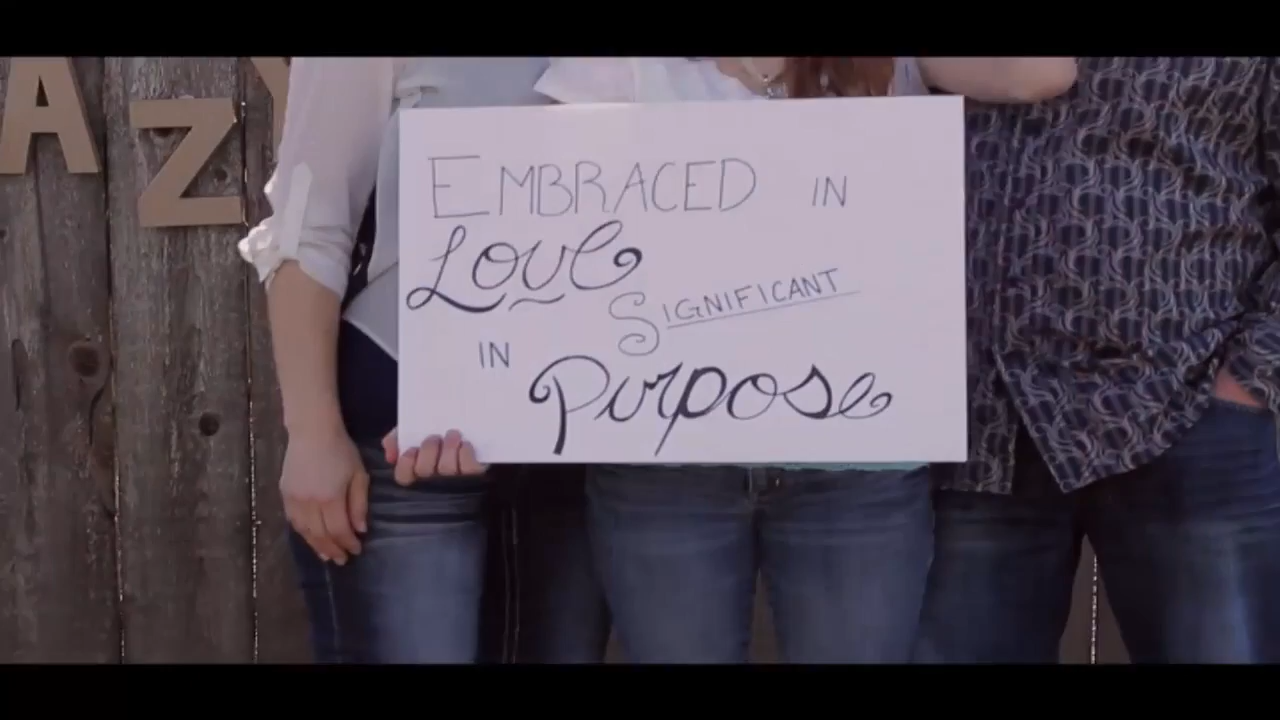 AZ
EMBRACED IN
Love
SIGNIFICANT
IN
Purpose